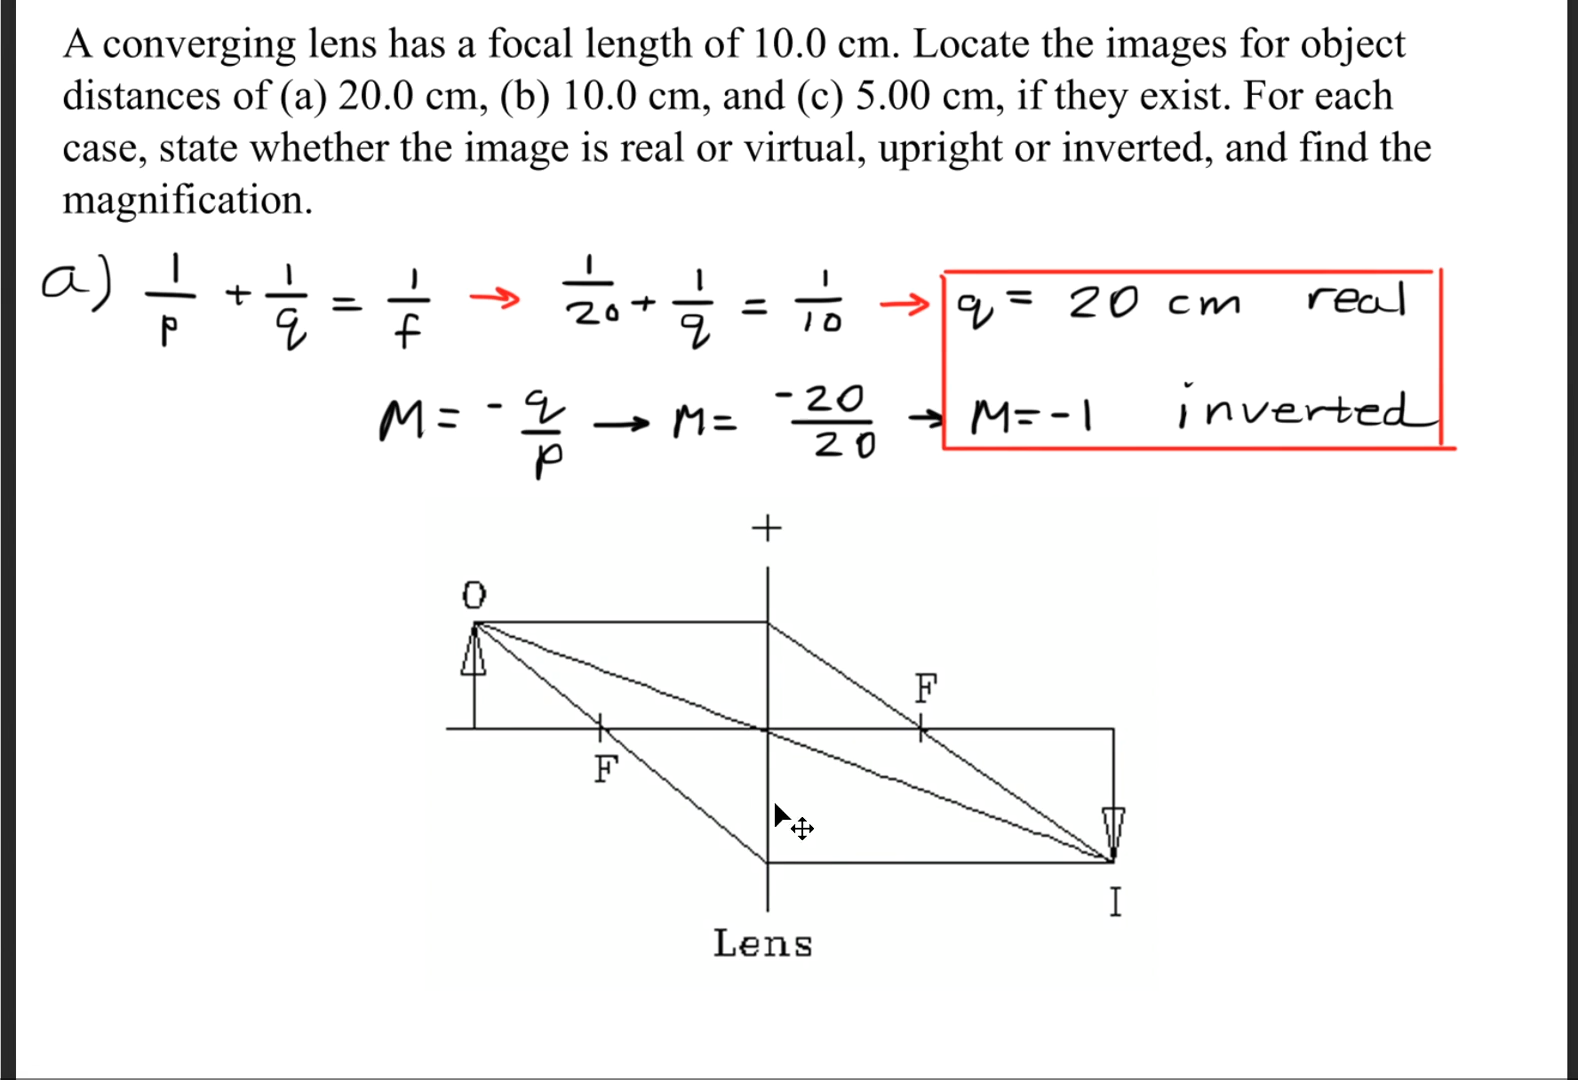 A converging lens has a focal length of 10.0 cm. Locate the images for object
distances of (a) 20.0 cm, (b) 10.0 cm, and (c) 5.00 cm, if they exist. For each
case, state whether the image is real or virtual, upright or inverted, and find the
magnification.
a) 1/p + 1/q = 1/f → 1/20 + 1/q = 1/10 → q = 20 cm real
M = - q/p → M = -20/20 → M = -1 inverted
+
O
F
F
I
Lens